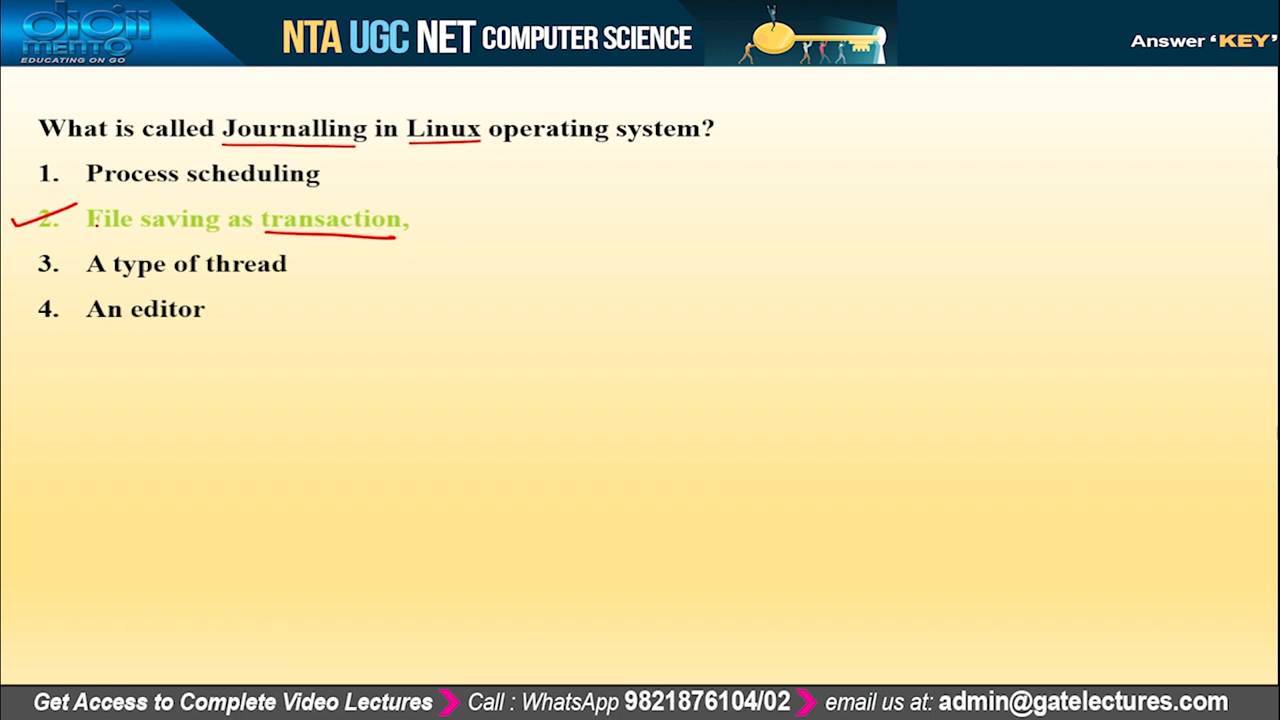 digii
MENTO
EDUCATING ON GO
NTA UGC NET COMPUTER SCIENCE
Answer ‘KEY’
What is called Journalling in Linux operating system?
1. Process scheduling
2. File saving as transaction,
3. A type of thread
4. An editor
Get Access to Complete Video Lectures Call : WhatsApp 9821876104/02 email us at: admin@gatelectures.com